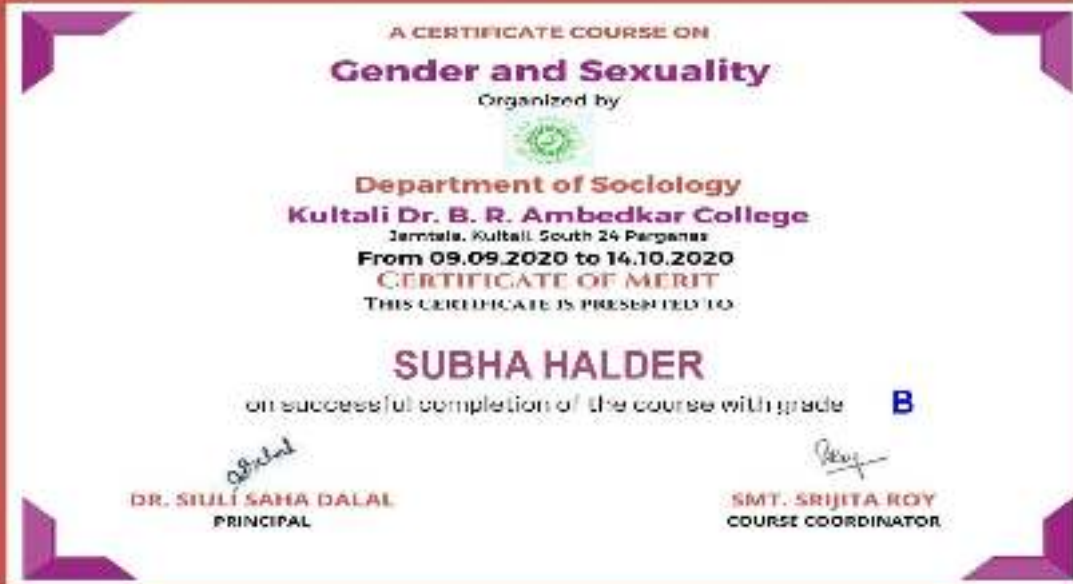 A CERTIFICATE COURSE ON
Gender and Sexuality
Organized by
Department of Sociology
Kultali Dr. B. R. Ambedkar College
Jamtala, Kultali, South 24 Parganas
From 09.09.2020 to 14.10.2020
CERTIFICATE OF MERIT
THIS CERTIFICATE IS PRESENTED TO
SUBHA HALDER
on successful completion of the course with grade B
DR. SIULI SAHA DALAL
PRINCIPAL
SMT. SRIJITA ROY
COURSE COORDINATOR